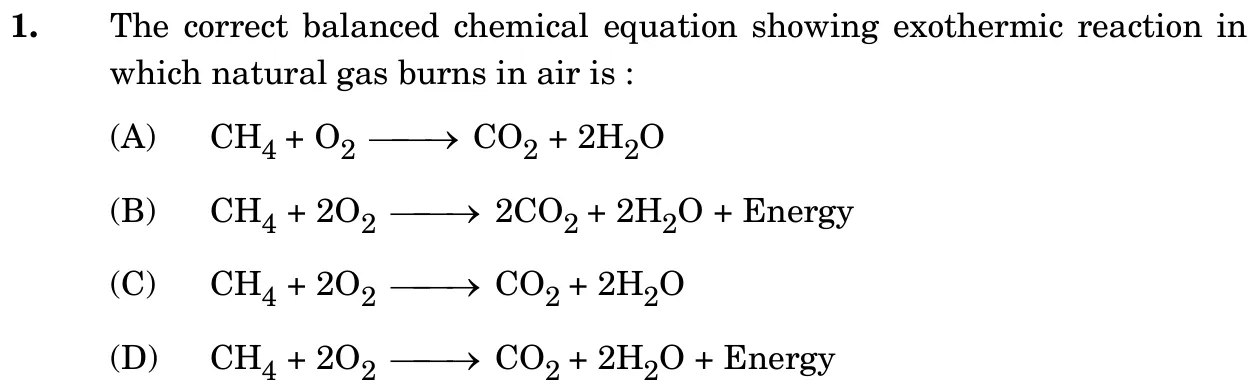 1. The correct balanced chemical equation showing exothermic reaction in
which natural gas burns in air is :
(A) CH₄ + O₂ ⟶ CO₂ + 2H₂O
(B) CH₄ + 2O₂ ⟶ 2CO₂ + 2H₂O + Energy
(C) CH₄ + 2O₂ ⟶ CO₂ + 2H₂O
(D) CH₄ + 2O₂ ⟶ CO₂ + 2H₂O + Energy